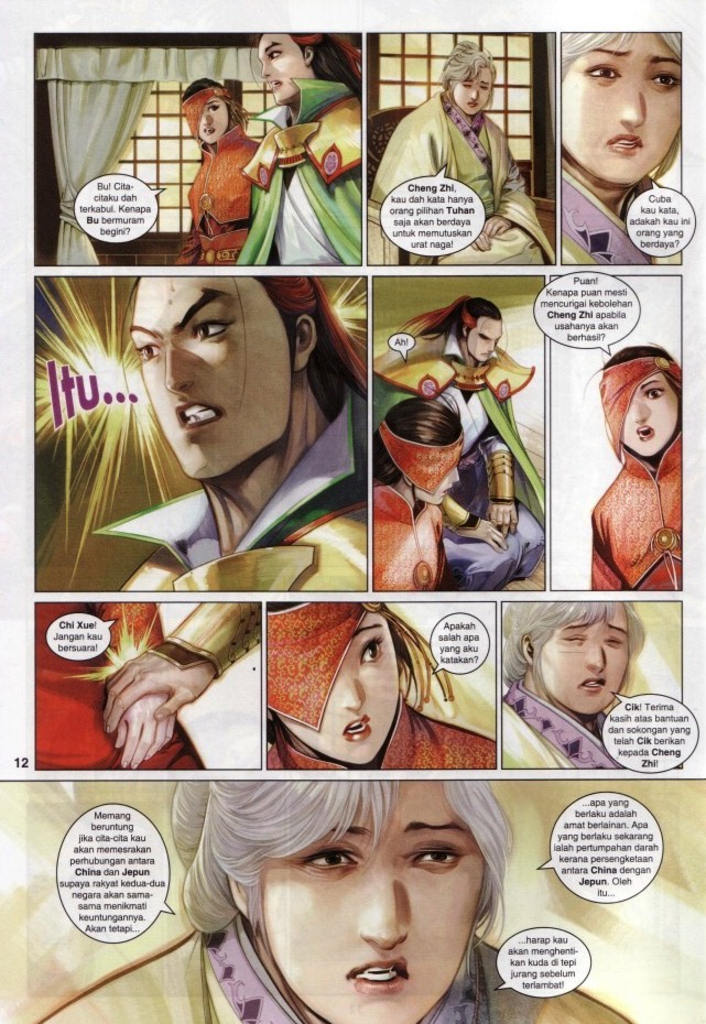 Bu! Cita-
citaku dah
terkabul. Kenapa
Bu bermuram
begini?
Cheng Zhi,
kau dah kata hanya
orang pilihan Tuhan
saja akan berdaya
untuk memutuskan
urat naga!
Cuba
kau kata,
adakah kau ini
orang yang
berdaya?
Itu...
Ah!
Puan!
Kenapa puan mesti
mencurigai kebolehan
Cheng Zhi apabila
usahanya akan
berhasil?
Chi Xue!
Jangan kau
bersuara!
Apakah
salah apa
yang aku
katakan?
Cik! Terima
kasih atas bantuan
dan sokongan yang
telah Cik berikan
kepada Cheng
Zhi!
12
Memang
beruntung
jika cita-cita kau
akan memesrakan
perhubungan antara
China dan Jepun
supaya rakyat kedua-dua
negara akan sama-
sama menikmati
keuntungannya.
Akan tetapi...
...apa yang
berlaku adalah
amat berlainan. Apa
yang berlaku sekarang
ialah pertumpahan darah
kerana persengketaan
antara China dengan
Jepun. Oleh
itu...
...harap kau
akan menghenti-
kan kuda di tepi
jurang sebelum
terlambat!